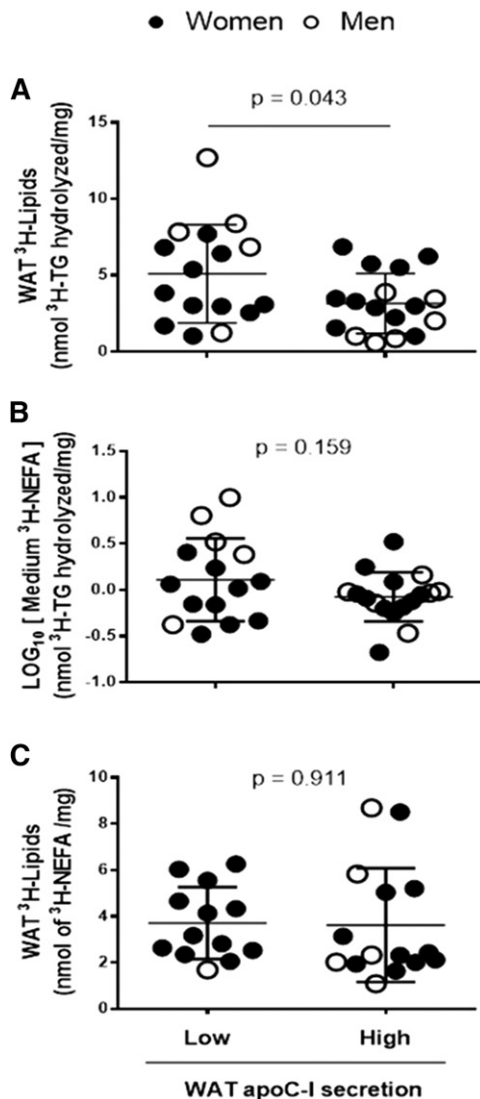 Women Men
A
p = 0.043
WAT ³H-Lipids
(nmol ³H-TG hydrolyzed/mg)
15
10
5
0
B
p = 0.159
LOG₁₀ [ Medium ³H-NEFA ]
(nmol ³H-TG hydrolyzed/mg)
1.5
1.0
0.5
0.0
-0.5
-1.0
C
p = 0.911
WAT ³H-Lipids
(nmol of ³H-NEFA /mg)
10
8
6
4
2
0
Low High
WAT apoC-I secretion